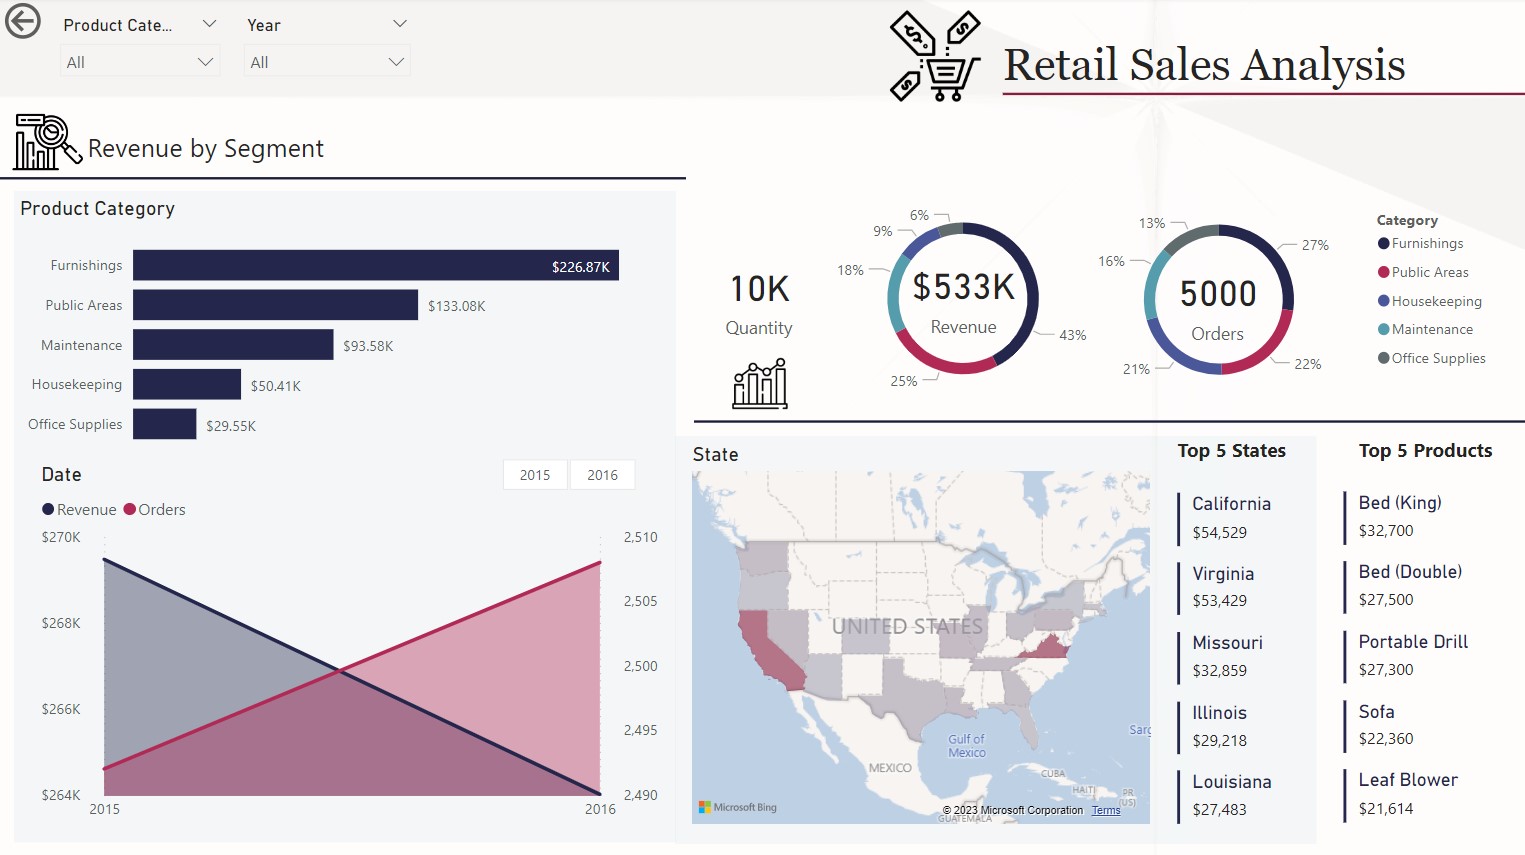 Product Cate...
Year
All
All
Retail Sales Analysis
Revenue by Segment
Product Category
Furnishings
$226.87K
Public Areas
$133.08K
Maintenance
$93.58K
Housekeeping
$50.41K
Office Supplies
$29.55K
10K
Quantity
6%
9%
18%
25%
43%
$533K
Revenue
13%
16%
21%
22%
27%
5000
Orders
Category
Furnishings
Public Areas
Housekeeping
Maintenance
Office Supplies
Date
2015
2016
Revenue
Orders
$270K
$268K
$266K
$264K
2,510
2,505
2,500
2,495
2,490
2015
2016
State
UNITED STATES
Gulf of
Mexico
MEXICO
CUBA
HAITI
PR
(US)
GUATEMALA
Sarg
Microsoft Bing
© 2023 Microsoft Corporation Terms
Top 5 States
California
$54,529
Virginia
$53,429
Missouri
$32,859
Illinois
$29,218
Louisiana
$27,483
Top 5 Products
Bed (King)
$32,700
Bed (Double)
$27,500
Portable Drill
$27,300
Sofa
$22,360
Leaf Blower
$21,614